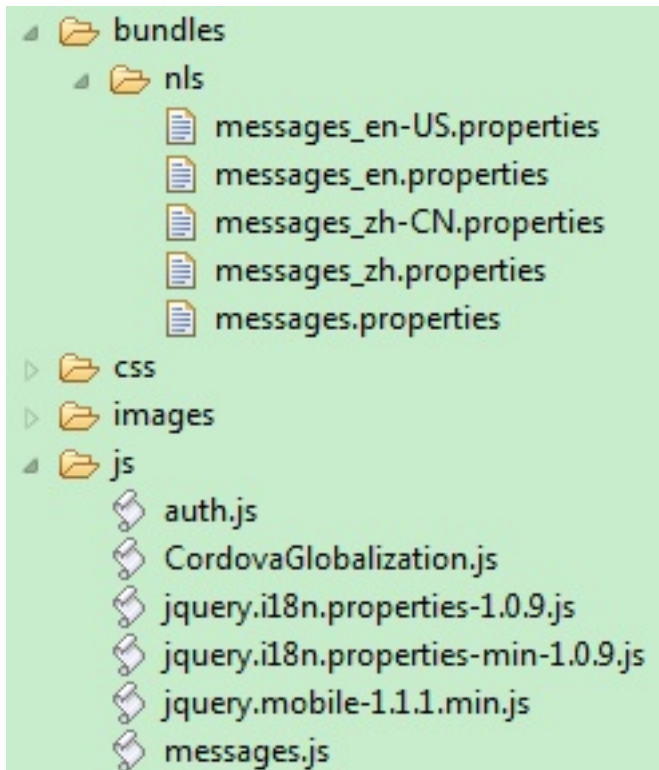 bundles
nls
messages_en-US.properties
messages_en.properties
messages_zh-CN.properties
messages_zh.properties
messages.properties
css
images
js
auth.js
CordovaGlobalization.js
jquery.i18n.properties-1.0.9.js
jquery.i18n.properties-min-1.0.9.js
jquery.mobile-1.1.1.min.js
messages.js